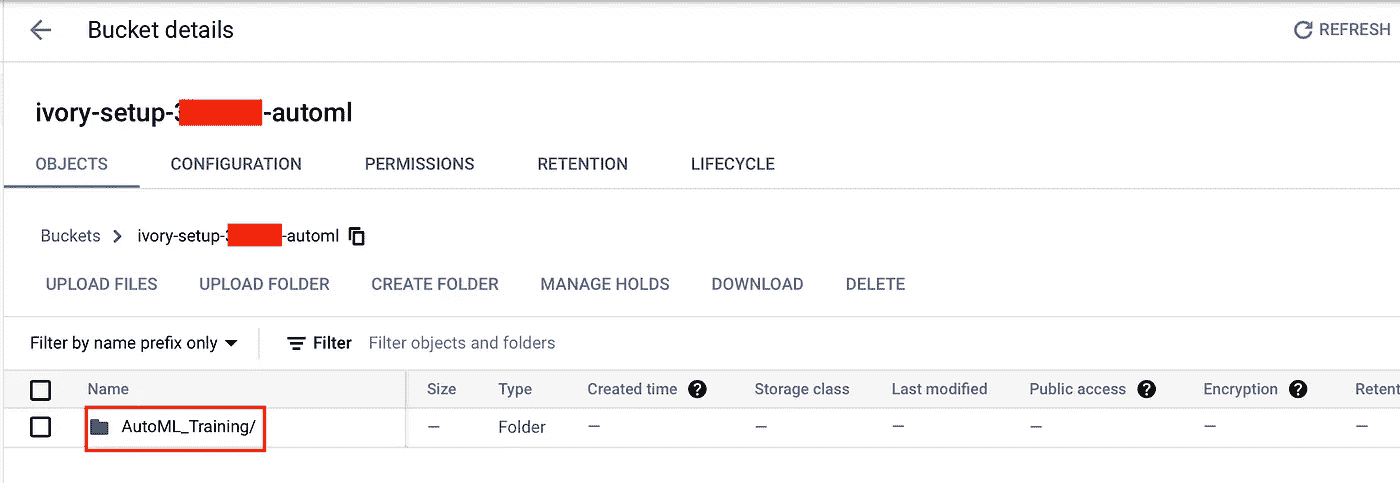 Bucket details
REFRESH
ivory-setup- -automl
OBJECTS CONFIGURATION PERMISSIONS RETENTION LIFECYCLE
Buckets ivory-setup- -automl
UPLOAD FILES UPLOAD FOLDER CREATE FOLDER MANAGE HOLDS DOWNLOAD DELETE
Filter by name prefix only Filter Filter objects and folders
Name Size Type Created time ? Storage class Last modified Public access ? Encryption ? Retent
AutoML_Training/ — Folder — — — — — —